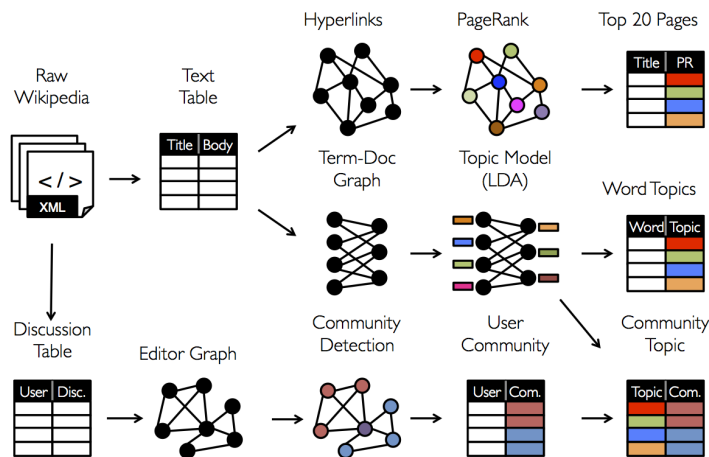 Hyperlinks
PageRank
Top 20 Pages
Raw
Wikipedia
Text
Table
Title PR
Title Body
</>
XML
Term-Doc
Graph
Topic Model
(LDA)
Word Topics
Word Topic
Discussion
Table
Editor Graph
Community
Detection
User
Community
Community
Topic
User Disc.
User Com.
Topic Com.